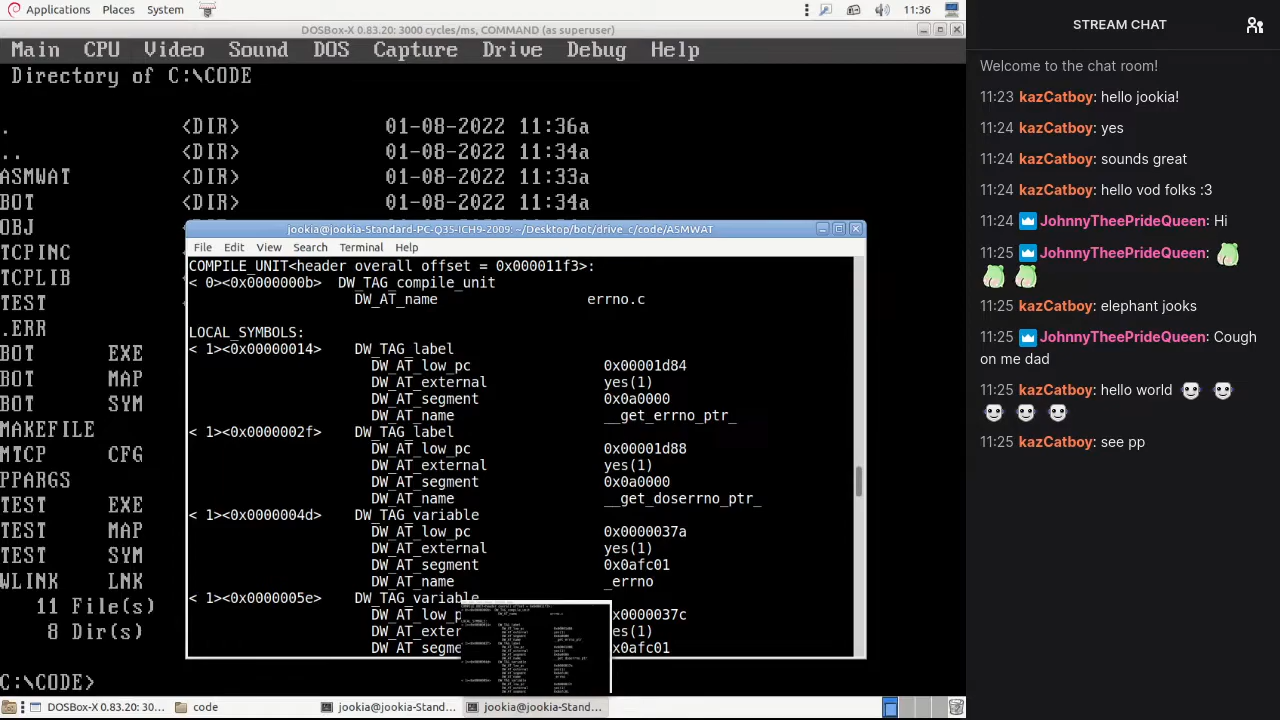 Applications Places System 11:36
DOSBox-X 0.83.20: 3000 cycles/ms, COMMAND (as superuser)
Main CPU Video Sound DOS Capture Drive Debug Help
Directory of C:\CODE
. <DIR> 01-08-2022 11:36a
.. <DIR> 01-08-2022 11:34a
ASMWAT <DIR> 01-08-2022 11:33a
BOT <DIR> 01-08-2022 11:34a
OBJ
TCPINC
TCPLIB
TEST
.ERR
BOT EXE
BOT MAP
BOT SYM
MAKEFILE
MTCP CFG
PPARGS
TEST EXE
TEST MAP
TEST SYM
WLINK LNK
11 File(s)
8 Dir(s)
C:\CODE
jookia@jookia-Standard-PC-Q35-ICH9-2009: ~/Desktop/bot/drive_c/code/ASMWAT
File Edit View Search Terminal Help
COMPILE_UNIT<header overall offset = 0x000011f3>:
< 0><0x0000000b> DW_TAG_compile_unit
DW_AT_name errno.c
LOCAL_SYMBOLS:
< 1><0x00000014> DW_TAG_label
DW_AT_low_pc 0x00001d84
DW_AT_external yes(1)
DW_AT_segment 0x0a0000
DW_AT_name __get_errno_ptr_
< 1><0x0000002f> DW_TAG_label
DW_AT_low_pc 0x00001d88
DW_AT_external yes(1)
DW_AT_segment 0x0a0000
DW_AT_name __get_doserrno_ptr_
< 1><0x0000004d> DW_TAG_variable
DW_AT_low_pc 0x0000037a
DW_AT_external yes(1)
DW_AT_segment 0x0afc01
DW_AT_name _errno
< 1><0x0000005e> DW_TAG_variable
DW_AT_low_p x0000037c
DW_AT_exter es(1)
DW_AT_segme x0afc01
DOSBox-X 0.83.20: 30... code jookia@jookia-Stand... jookia@jookia-Stand...
STREAM CHAT
Welcome to the chat room!
11:23 kazCatboy: hello jookia!
11:24 kazCatboy: yes
11:24 kazCatboy: sounds great
11:24 kazCatboy: hello vod folks :3
11:24 JohnnyTheePrideQueen: Hi
11:25 JohnnyTheePrideQueen:
11:25 kazCatboy: elephant jooks
11:25 JohnnyTheePrideQueen: Cough
on me dad
11:25 kazCatboy: hello world
11:25 kazCatboy: see pp